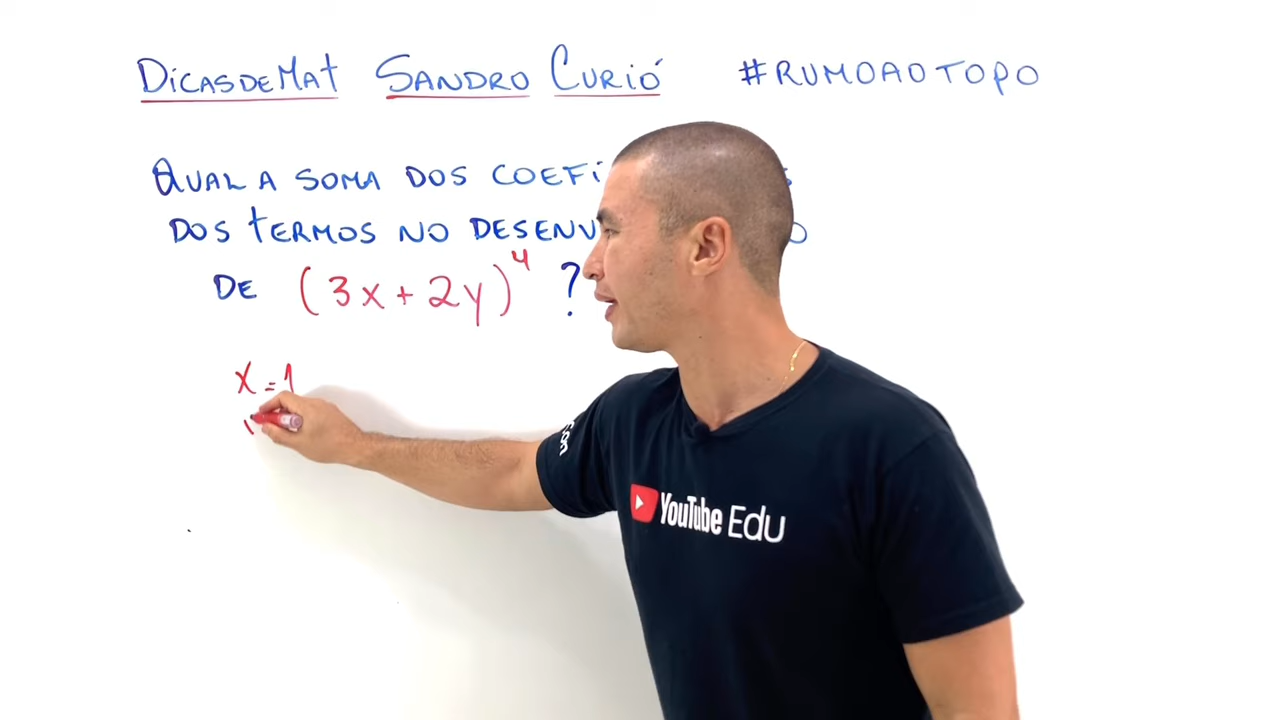 DICASDEMAT SANDRO CURIÓ #RUMOAOTOPO
QUAL A SOMA DOS COEFI
DOS TERMOS NO DESENV O
DE (3x+2y)^4 ?
x=1
YouTube Edu